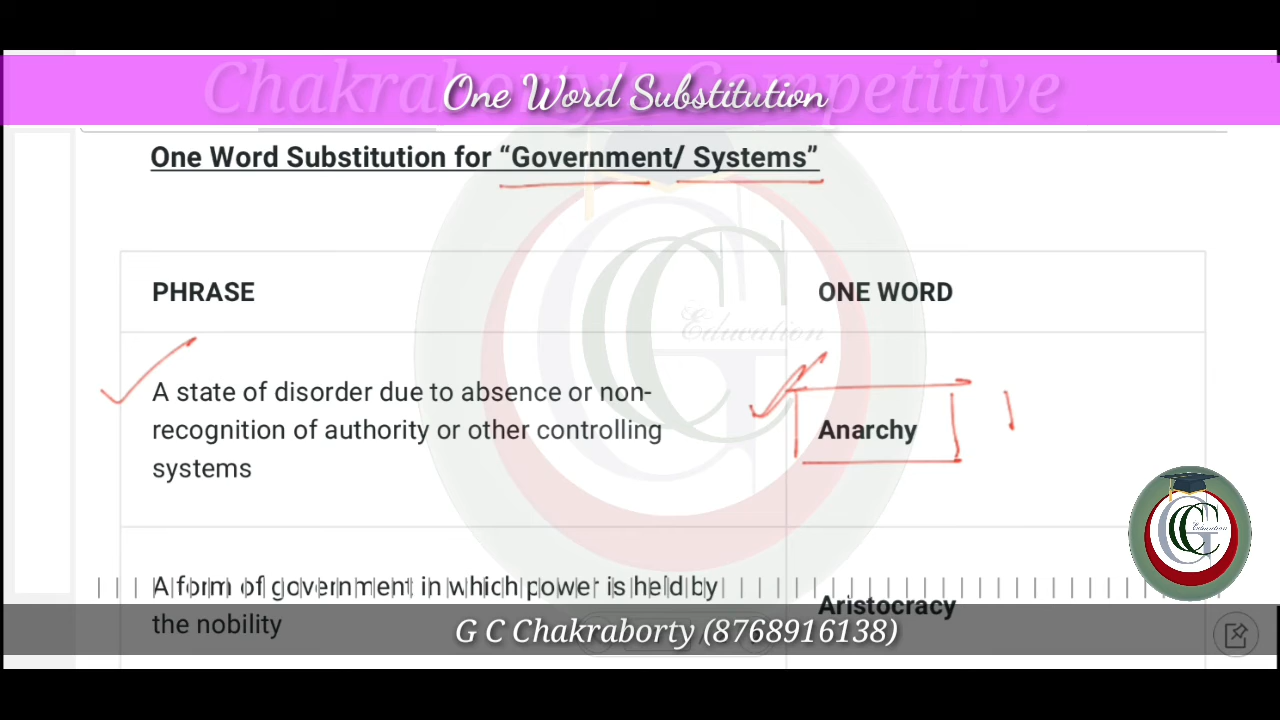 Chakraborty's Competitive
One Word Substitution
One Word Substitution for “Government/ Systems”
PHRASE
ONE WORD
Education
A state of disorder due to absence or non-
recognition of authority or other controlling
systems
Anarchy
Education
A form of government in which power is held by
the nobility
Aristocracy
G C Chakraborty (8768916138)